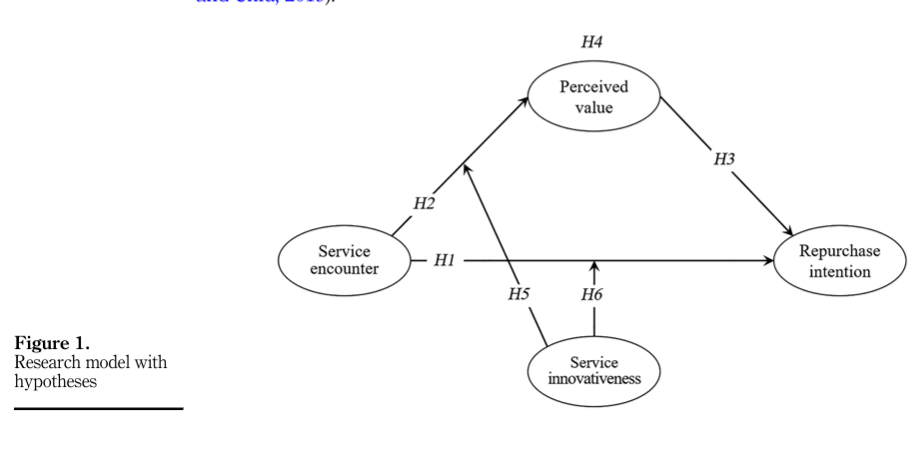 H4
Perceived
value
H3
H2
Service
encounter
H1
Repurchase
intention
H5
H6
Figure 1.
Research model with
hypotheses
Service
innovativeness